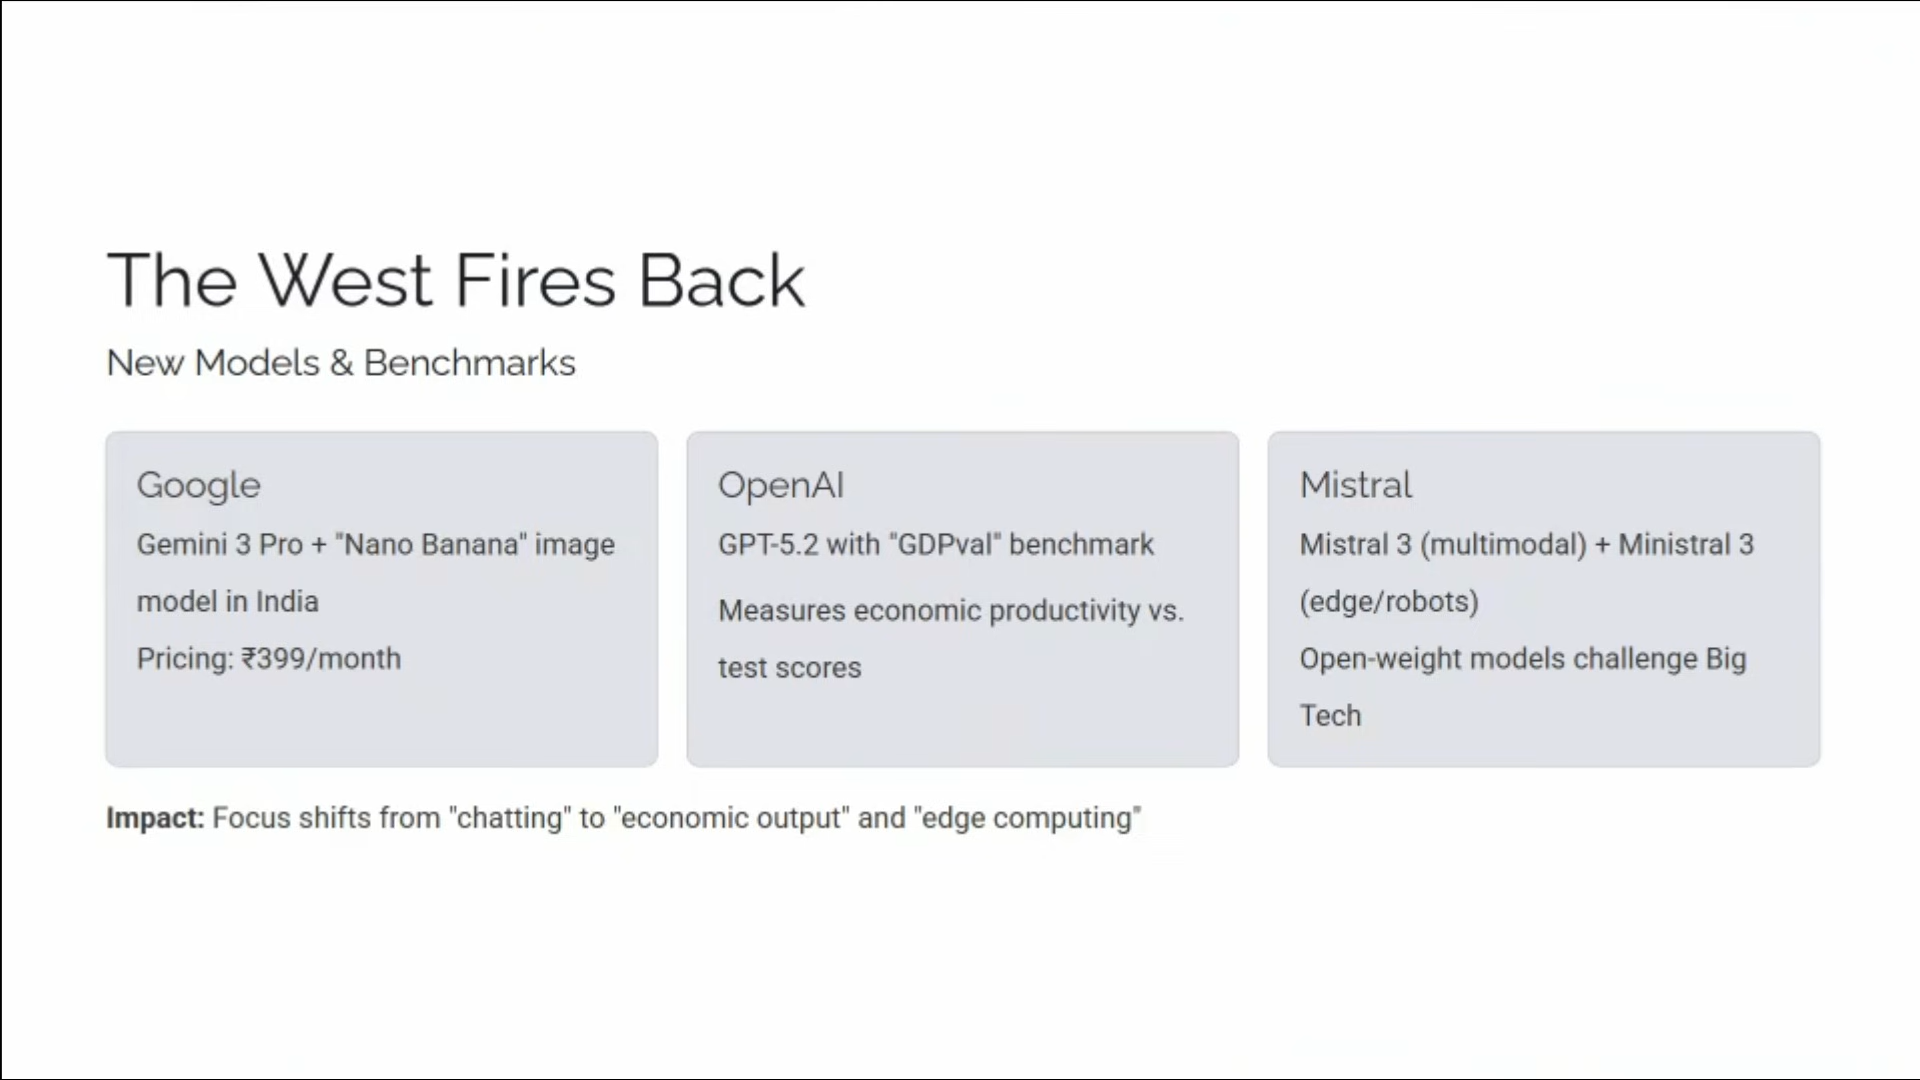 The West Fires Back
New Models & Benchmarks
Google
Gemini 3 Pro + "Nano Banana" image
model in India
Pricing: ₹399/month
OpenAI
GPT-5.2 with "GDPval" benchmark
Measures economic productivity vs.
test scores
Mistral
Mistral 3 (multimodal) + Ministral 3
(edge/robots)
Open-weight models challenge Big
Tech
Impact: Focus shifts from "chatting" to "economic output" and "edge computing"